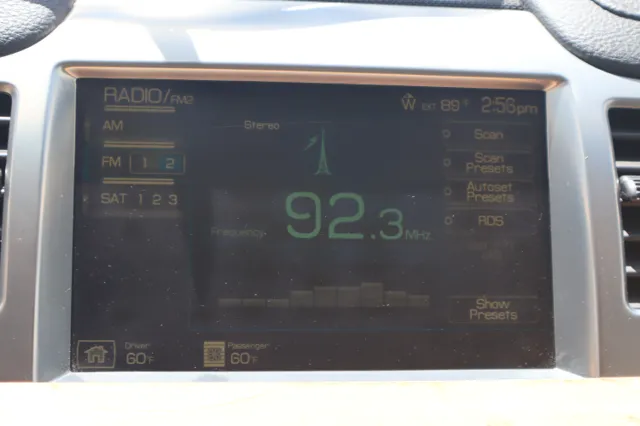 RADIO/FM2
W EXT 89°F 2:56pm
AM
FM 1 2
SAT 1 2 3
Stereo
Frequency 92.3 MHz
Scan
Scan
Presets
Autoset
Presets
RDS
Show
Presets
Driver
60°F
Passenger
60°F